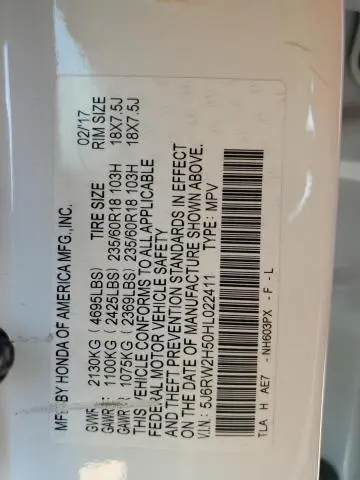 MFD BY HONDA OF AMERICA MFG.,INC. 02/'17
GVWR 2130KG ( 4695LBS) TIRE SIZE RIM SIZE
GAWR F 1100KG ( 2425LBS) 235/60R18 103H 18X7.5J
GAWR R 1075KG ( 2369LBS) 235/60R18 103H 18X7.5J
THIS VEHICLE CONFORMS TO ALL APPLICABLE
FEDERAL MOTOR VEHICLE SAFETY
AND THEFT PREVENTION STANDARDS IN EFFECT
ON THE DATE OF MANUFACTURE SHOWN ABOVE.
V.I.N.: 5J6RW2H50HL022411 TYPE: MPV
TLA H AE7 - NH603PX - F - L